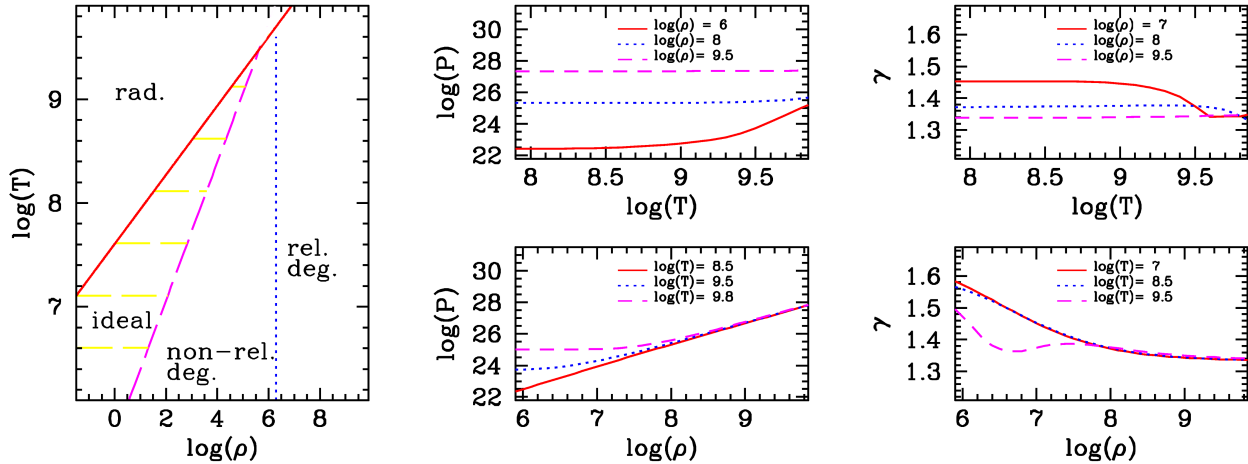 log(T)
9
8
7
rad.
ideal
non-rel.
deg.
rel.
deg.
0 2 4 6 8
log(ρ)
log(P)
30
28
26
24
22
log(ρ) = 6
log(ρ)= 8
log(ρ)= 9.5
8 8.5 9 9.5
log(T)
γ
1.6
1.5
1.4
1.3
log(ρ) = 7
log(ρ)= 8
log(ρ)= 9.5
8 8.5 9 9.5
log(T)
log(P)
30
28
26
24
22
log(T)= 8.5
log(T)= 9.5
log(T)= 9.8
6 7 8 9
log(ρ)
γ
1.6
1.5
1.4
1.3
log(T)= 7
log(T)= 8.5
log(T)= 9.5
6 7 8 9
log(ρ)